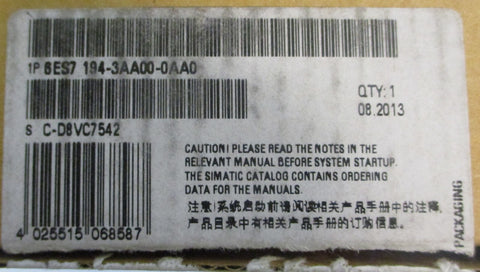 1P 6ES7 194-3AA00-0AA0
QTY: 1
08.2013
S C-D8VC7542
CAUTION! PLEASE READ THE NOTES IN THE
RELEVANT MANUAL BEFORE SYSTEM STARTUP.
THE SIMATIC CATALOG CONTAINS ORDERING
DATA FOR THE MANUALS.
注意!系统启动前请阅读相关产品手册中的注释,
产品目录中有相关产品手册的订购信息。
4 025515 068587
PACKAGING